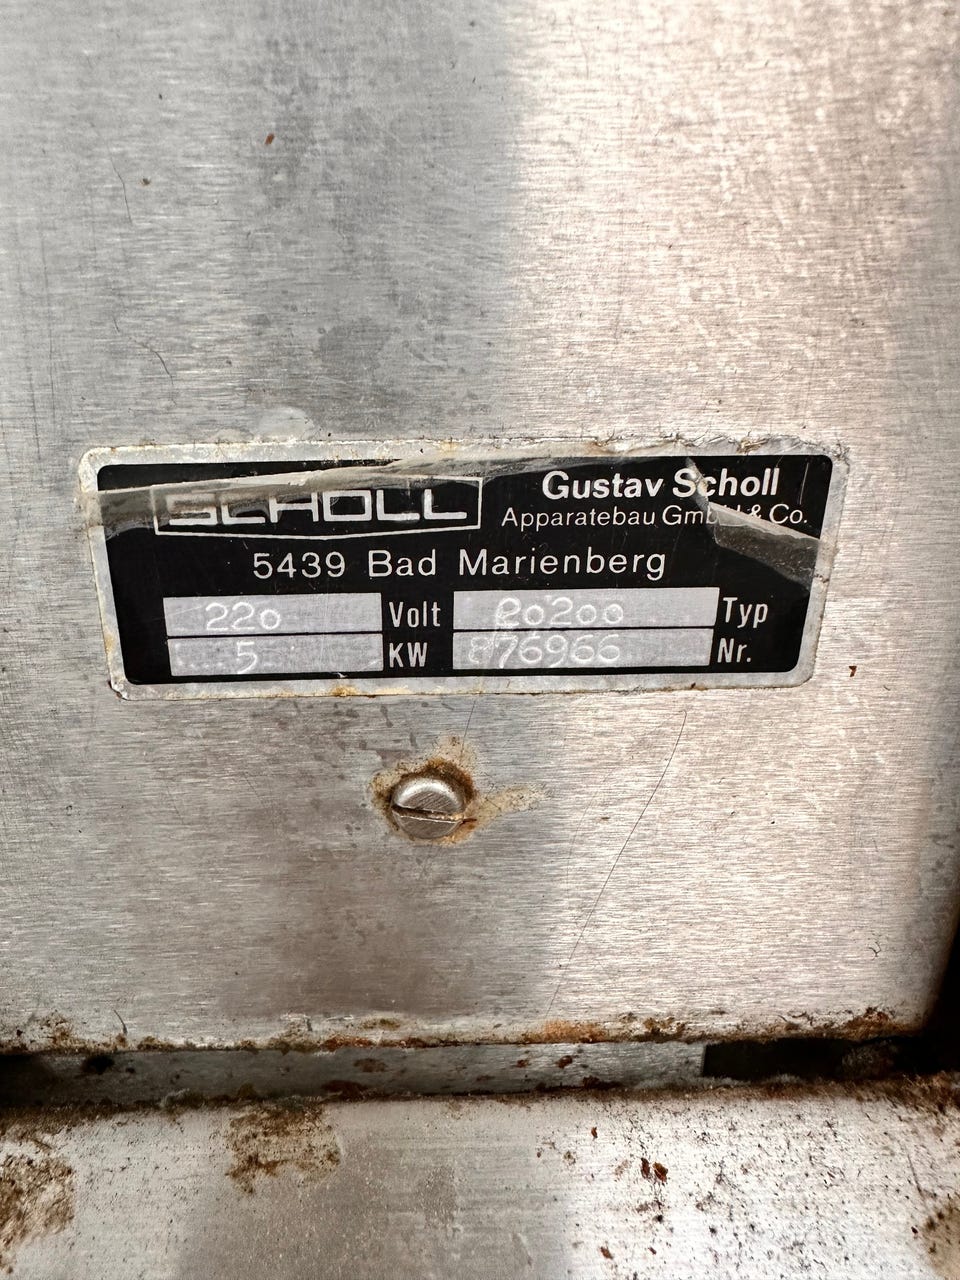 SCHOLL
Gustav Scholl
Apparatebau GmbH & Co.
5439 Bad Marienberg
220 Volt 20200 Typ
5 KW 876966 Nr.